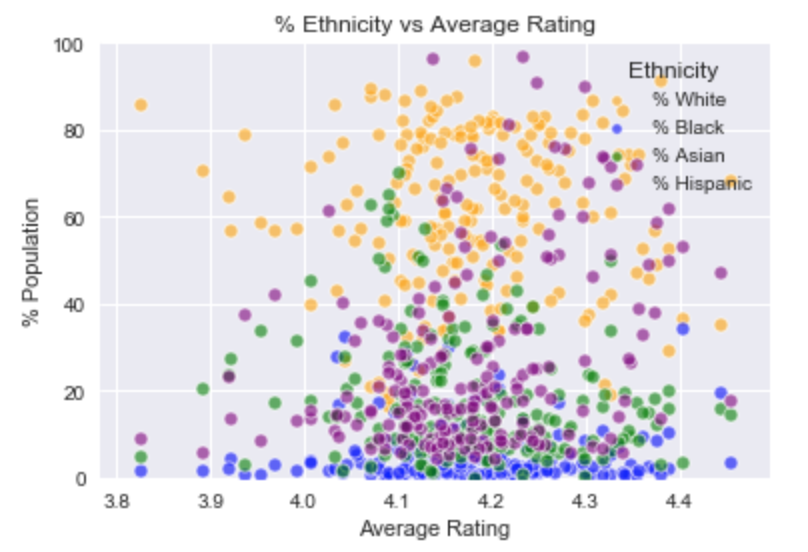 % Ethnicity vs Average Rating
Ethnicity
% White
% Black
% Asian
% Hispanic
100
80
60
40
20
0
% Population
3.8 3.9 4.0 4.1 4.2 4.3 4.4
Average Rating